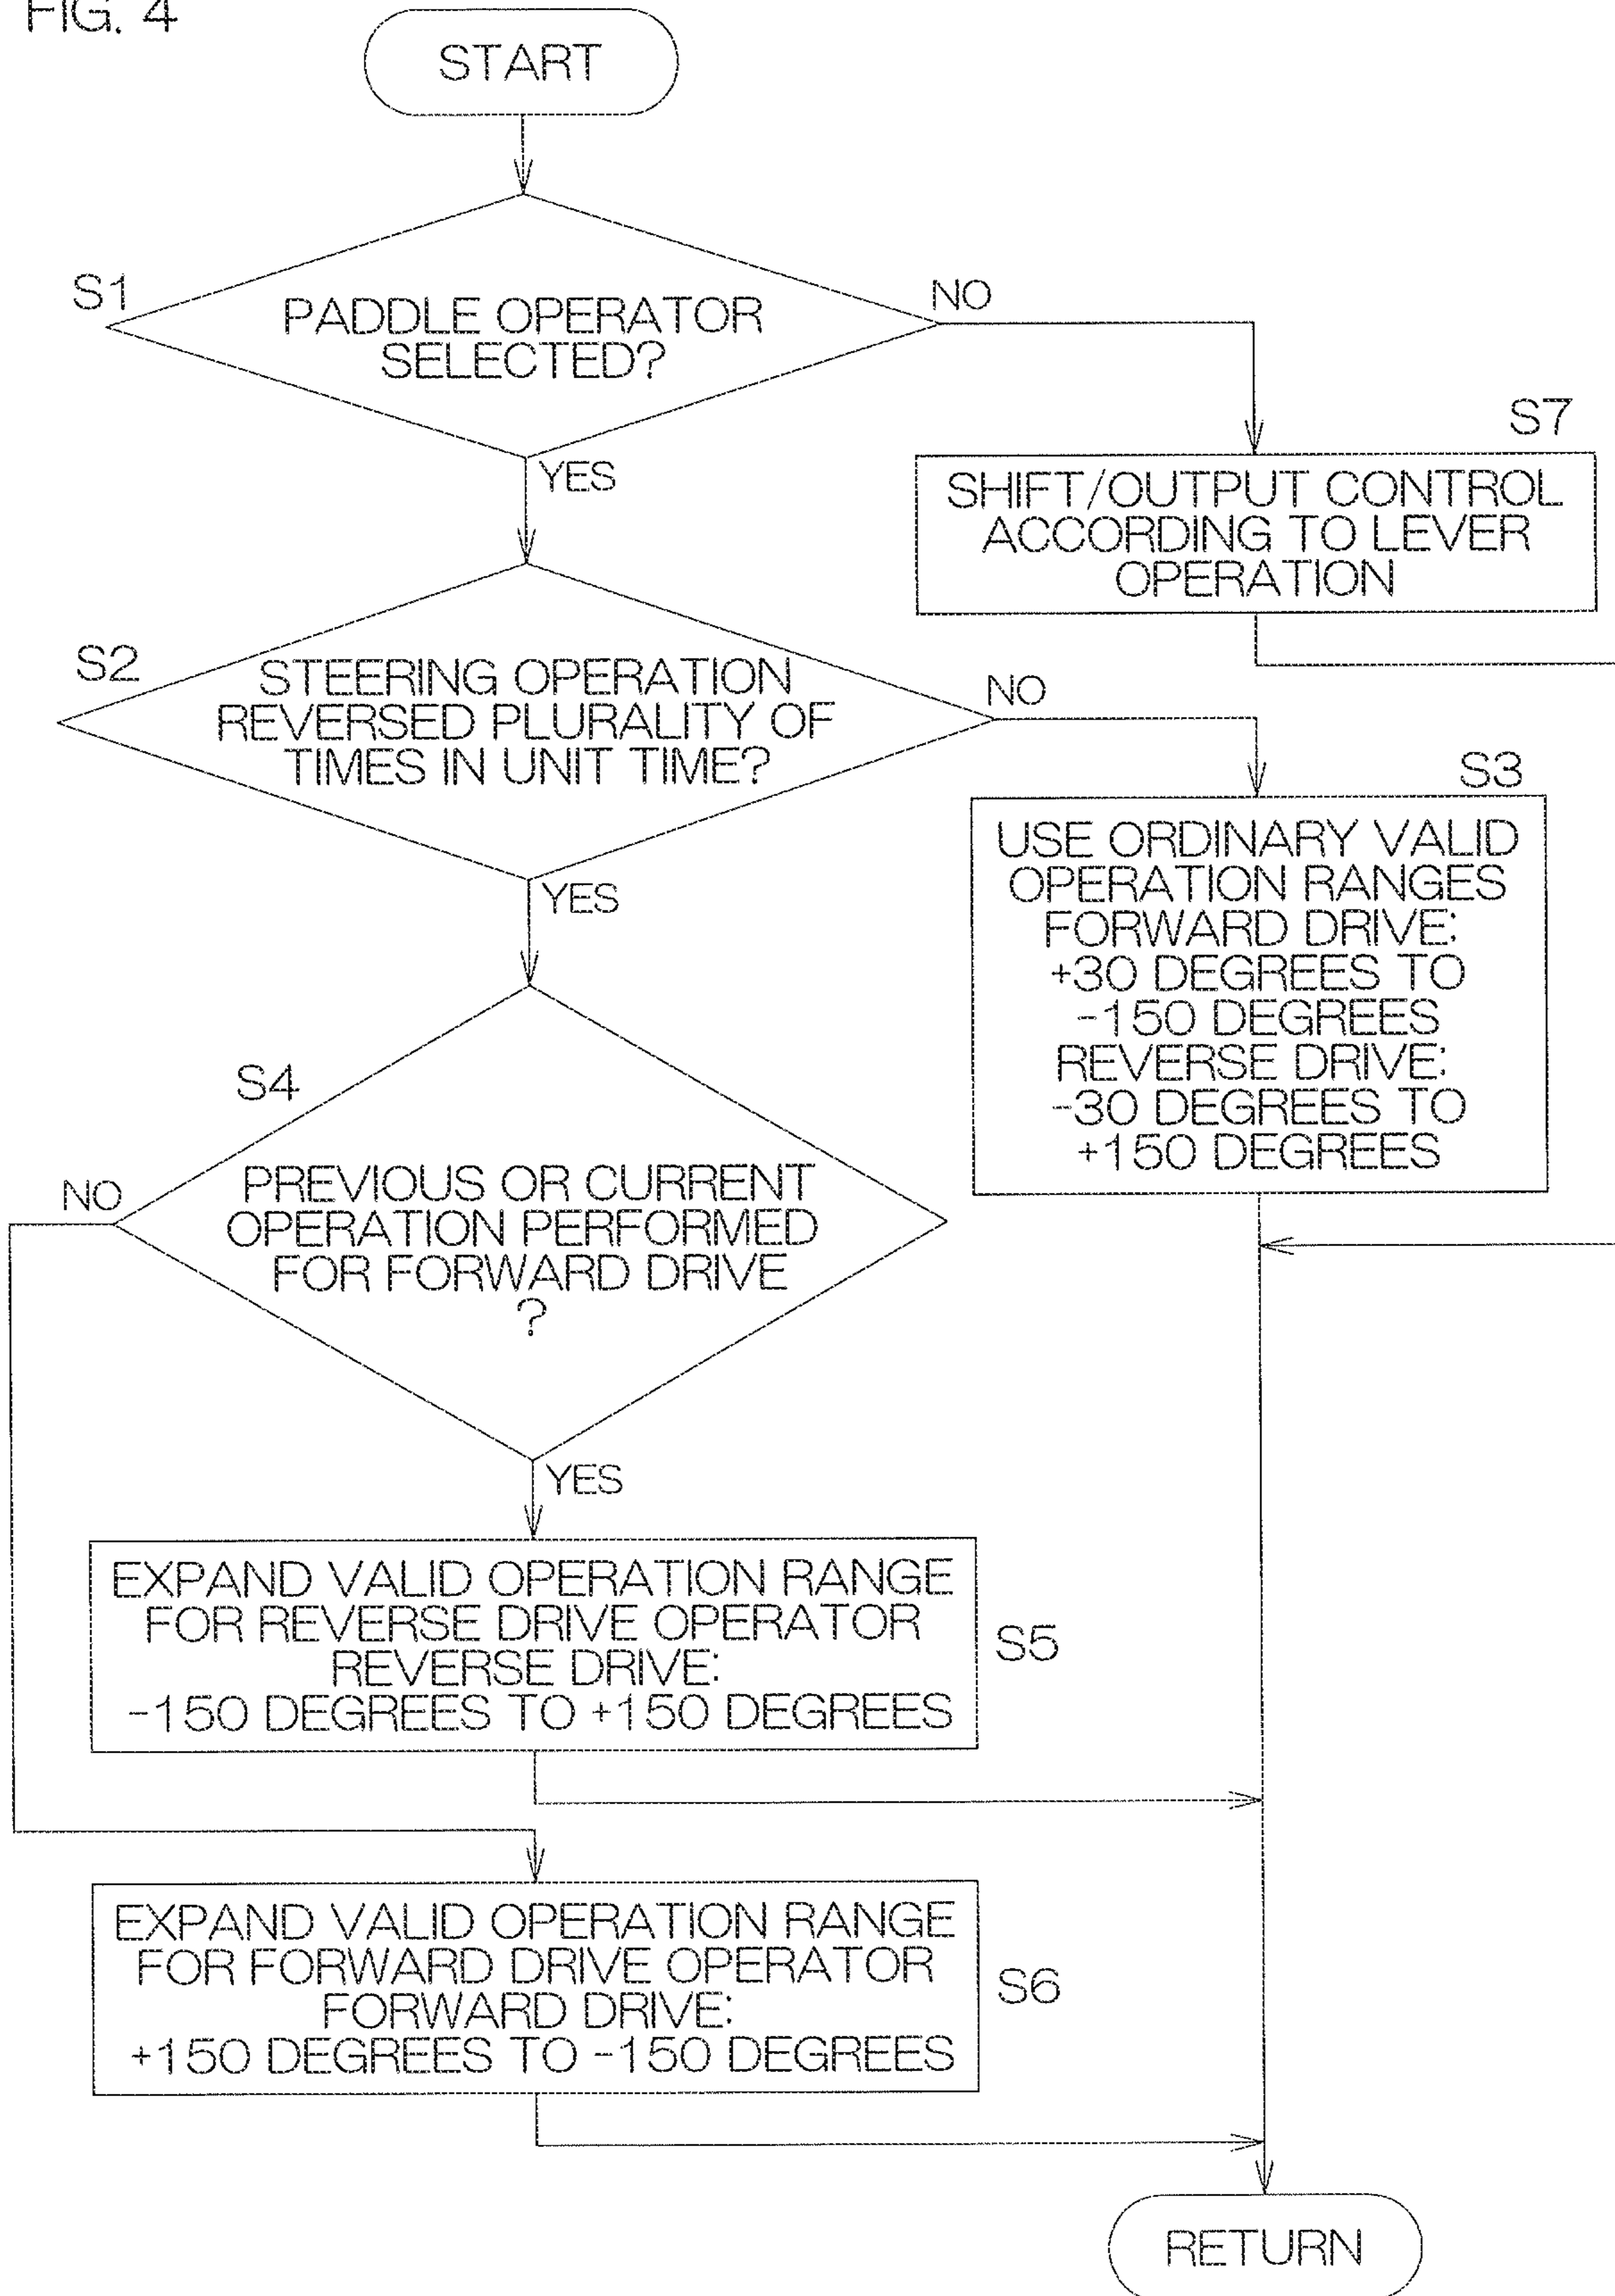 FIG. 4
START
S1
PADDLE OPERATOR
SELECTED?
NO
YES
S7
SHIFT/OUTPUT CONTROL
ACCORDING TO LEVER
OPERATION
S2
STEERING OPERATION
REVERSED PLURALITY OF
TIMES IN UNIT TIME?
NO
YES
S3
USE ORDINARY VALID
OPERATION RANGES
FORWARD DRIVE:
+30 DEGREES TO
-150 DEGREES
REVERSE DRIVE:
-30 DEGREES TO
+150 DEGREES
S4
PREVIOUS OR CURRENT
OPERATION PERFORMED
FOR FORWARD DRIVE
?
NO
YES
EXPAND VALID OPERATION RANGE
FOR REVERSE DRIVE OPERATOR
REVERSE DRIVE:
-150 DEGREES TO +150 DEGREES
S5
EXPAND VALID OPERATION RANGE
FOR FORWARD DRIVE OPERATOR
FORWARD DRIVE:
+150 DEGREES TO -150 DEGREES
S6
RETURN